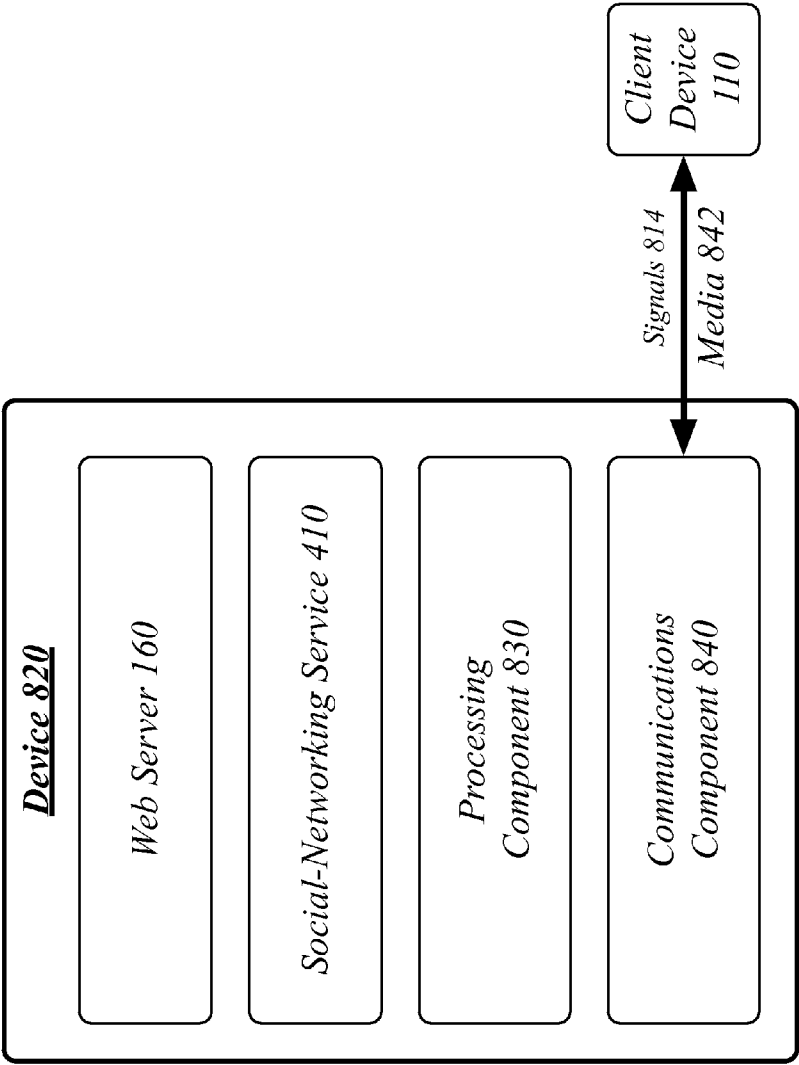 Device 820
Web Server 160
Social-Networking Service 410
Processing
Component 830
Communications
Component 840
Signals 814
Media 842
Client
Device
110